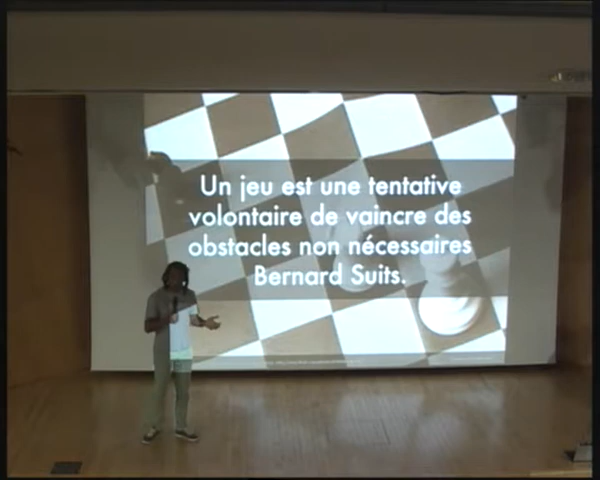 Un jeu est une tentative
volontaire de vaincre des
obstacles non nécessaires
Bernard Suits.